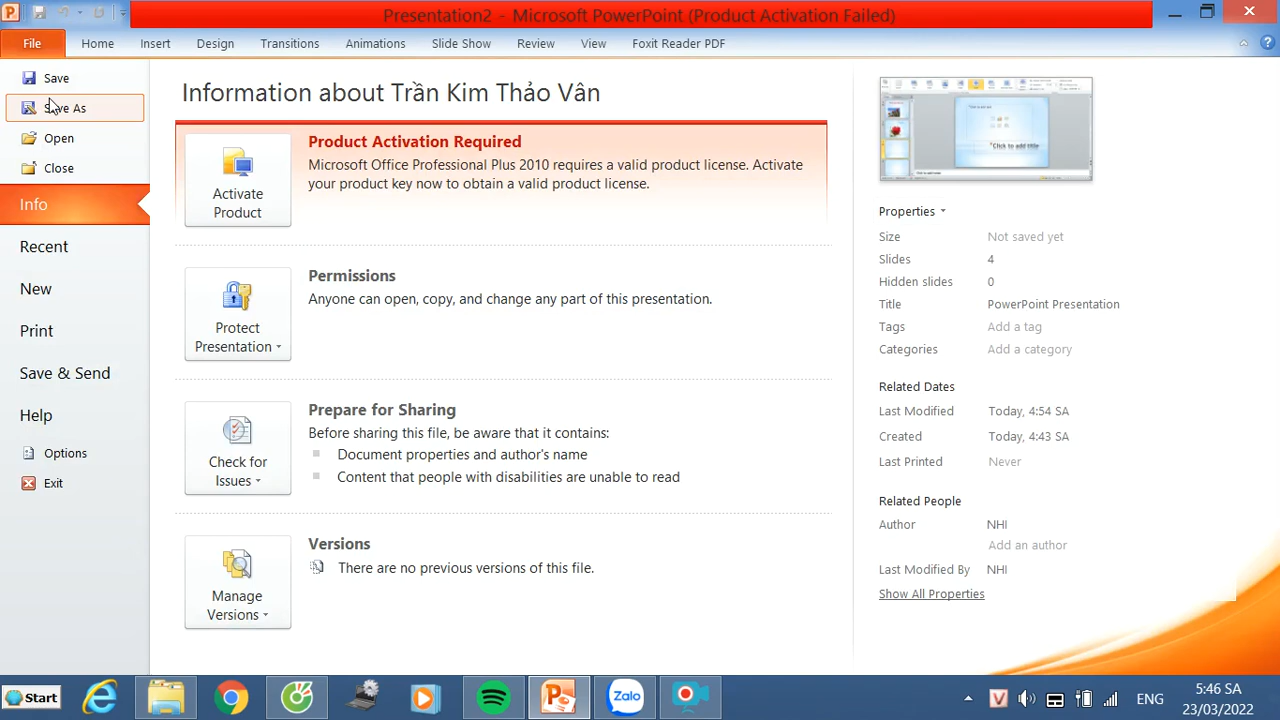 Presentation2 - Microsoft PowerPoint (Product Activation Failed)
File Home Insert Design Transitions Animations Slide Show Review View Foxit Reader PDF
Save
Save As
Open
Close
Info
Recent
New
Print
Save & Send
Help
Options
Exit
Information about Trần Kim Thảo Vân
Activate
Product
Product Activation Required
Microsoft Office Professional Plus 2010 requires a valid product license. Activate
your product key now to obtain a valid product license.
Protect
Presentation
Permissions
Anyone can open, copy, and change any part of this presentation.
Check for
Issues
Prepare for Sharing
Before sharing this file, be aware that it contains:
Document properties and author's name
Content that people with disabilities are unable to read
Manage
Versions
Versions
There are no previous versions of this file.
Click to add title
Properties
Size Not saved yet
Slides 4
Hidden slides 0
Title PowerPoint Presentation
Tags Add a tag
Categories Add a category
Related Dates
Last Modified Today, 4:54 SA
Created Today, 4:43 SA
Last Printed Never
Related People
Author NHI
Add an author
Last Modified By NHI
Show All Properties
Start
Zalo
V
ENG
5:46 SA
23/03/2022